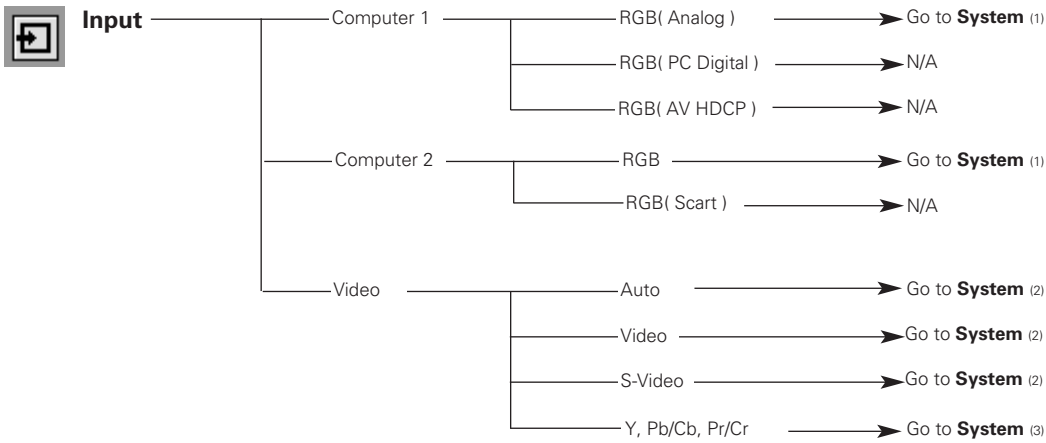 Input Computer 1 RGB( Analog ) Go to System (1)
RGB( PC Digital ) N/A
RGB( AV HDCP ) N/A
Computer 2 RGB Go to System (1)
RGB( Scart ) N/A
Video Auto Go to System (2)
Video Go to System (2)
S-Video Go to System (2)
Y, Pb/Cb, Pr/Cr Go to System (3)